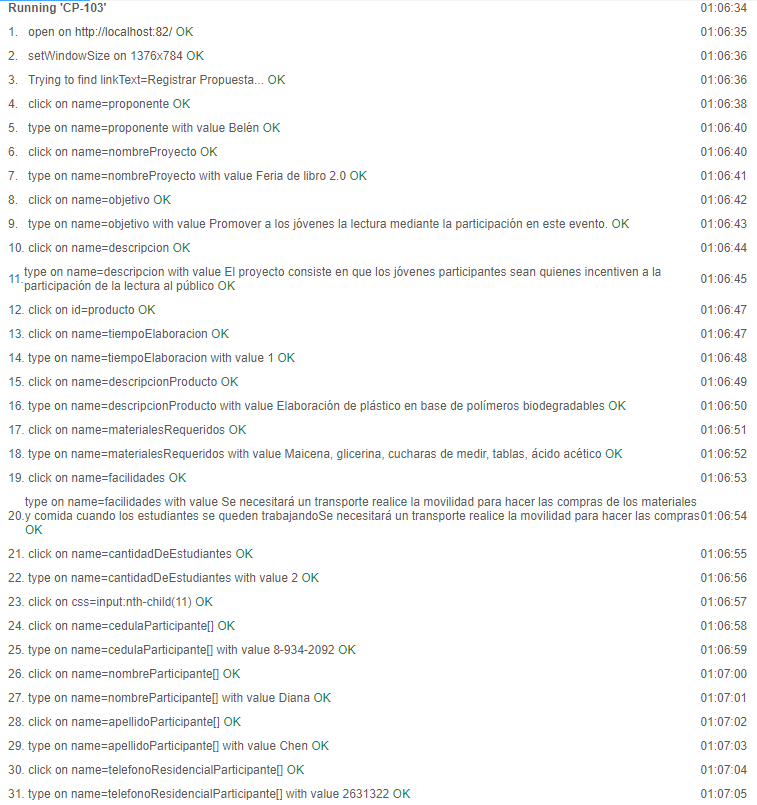 Running 'CP-103' 01:06:34
1. open on http://localhost:82/ OK 01:06:35
2. setWindowSize on 1376x784 OK 01:06:36
3. Trying to find linkText=Registrar Propuesta... OK 01:06:36
4. click on name=proponente OK 01:06:38
5. type on name=proponente with value Belén OK 01:06:40
6. click on name=nombreProyecto OK 01:06:40
7. type on name=nombreProyecto with value Feria de libro 2.0 OK 01:06:41
8. click on name=objetivo OK 01:06:42
9. type on name=objetivo with value Promover a los jóvenes la lectura mediante la participación en este evento. OK 01:06:43
10. click on name=descripcion OK 01:06:44
type on name=descripcion with value El proyecto consiste en que los jóvenes participantes sean quienes incentiven a la
11. participación de la lectura al público OK 01:06:45
12. click on id=producto OK 01:06:47
13. click on name=tiempoElaboracion OK 01:06:47
14. type on name=tiempoElaboracion with value 1 OK 01:06:48
15. click on name=descripcionProducto OK 01:06:49
16. type on name=descripcionProducto with value Elaboración de plástico en base de polímeros biodegradables OK 01:06:50
17. click on name=materialesRequeridos OK 01:06:51
18. type on name=materialesRequeridos with value Maicena, glicerina, cucharas de medir, tablas, ácido acético OK 01:06:52
19. click on name=facilidades OK 01:06:53
type on name=facilidades with value Se necesitará un transporte realice la movilidad para hacer las compras de los materiales
20. y comida cuando los estudiantes se queden trabajandoSe necesitará un transporte realice la movilidad para hacer las compras 01:06:54
OK
21. click on name=cantidadDeEstudiantes OK 01:06:55
22. type on name=cantidadDeEstudiantes with value 2 OK 01:06:56
23. click on css=input:nth-child(11) OK 01:06:57
24. click on name=cedulaParticipante[] OK 01:06:58
25. type on name=cedulaParticipante[] with value 8-934-2092 OK 01:06:59
26. click on name=nombreParticipante[] OK 01:07:00
27. type on name=nombreParticipante[] with value Diana OK 01:07:01
28. click on name=apellidoParticipante[] OK 01:07:02
29. type on name=apellidoParticipante[] with value Chen OK 01:07:03
30. click on name=telefonoResidencialParticipante[] OK 01:07:04
31. type on name=telefonoResidencialParticipante[] with value 2631322 OK 01:07:05